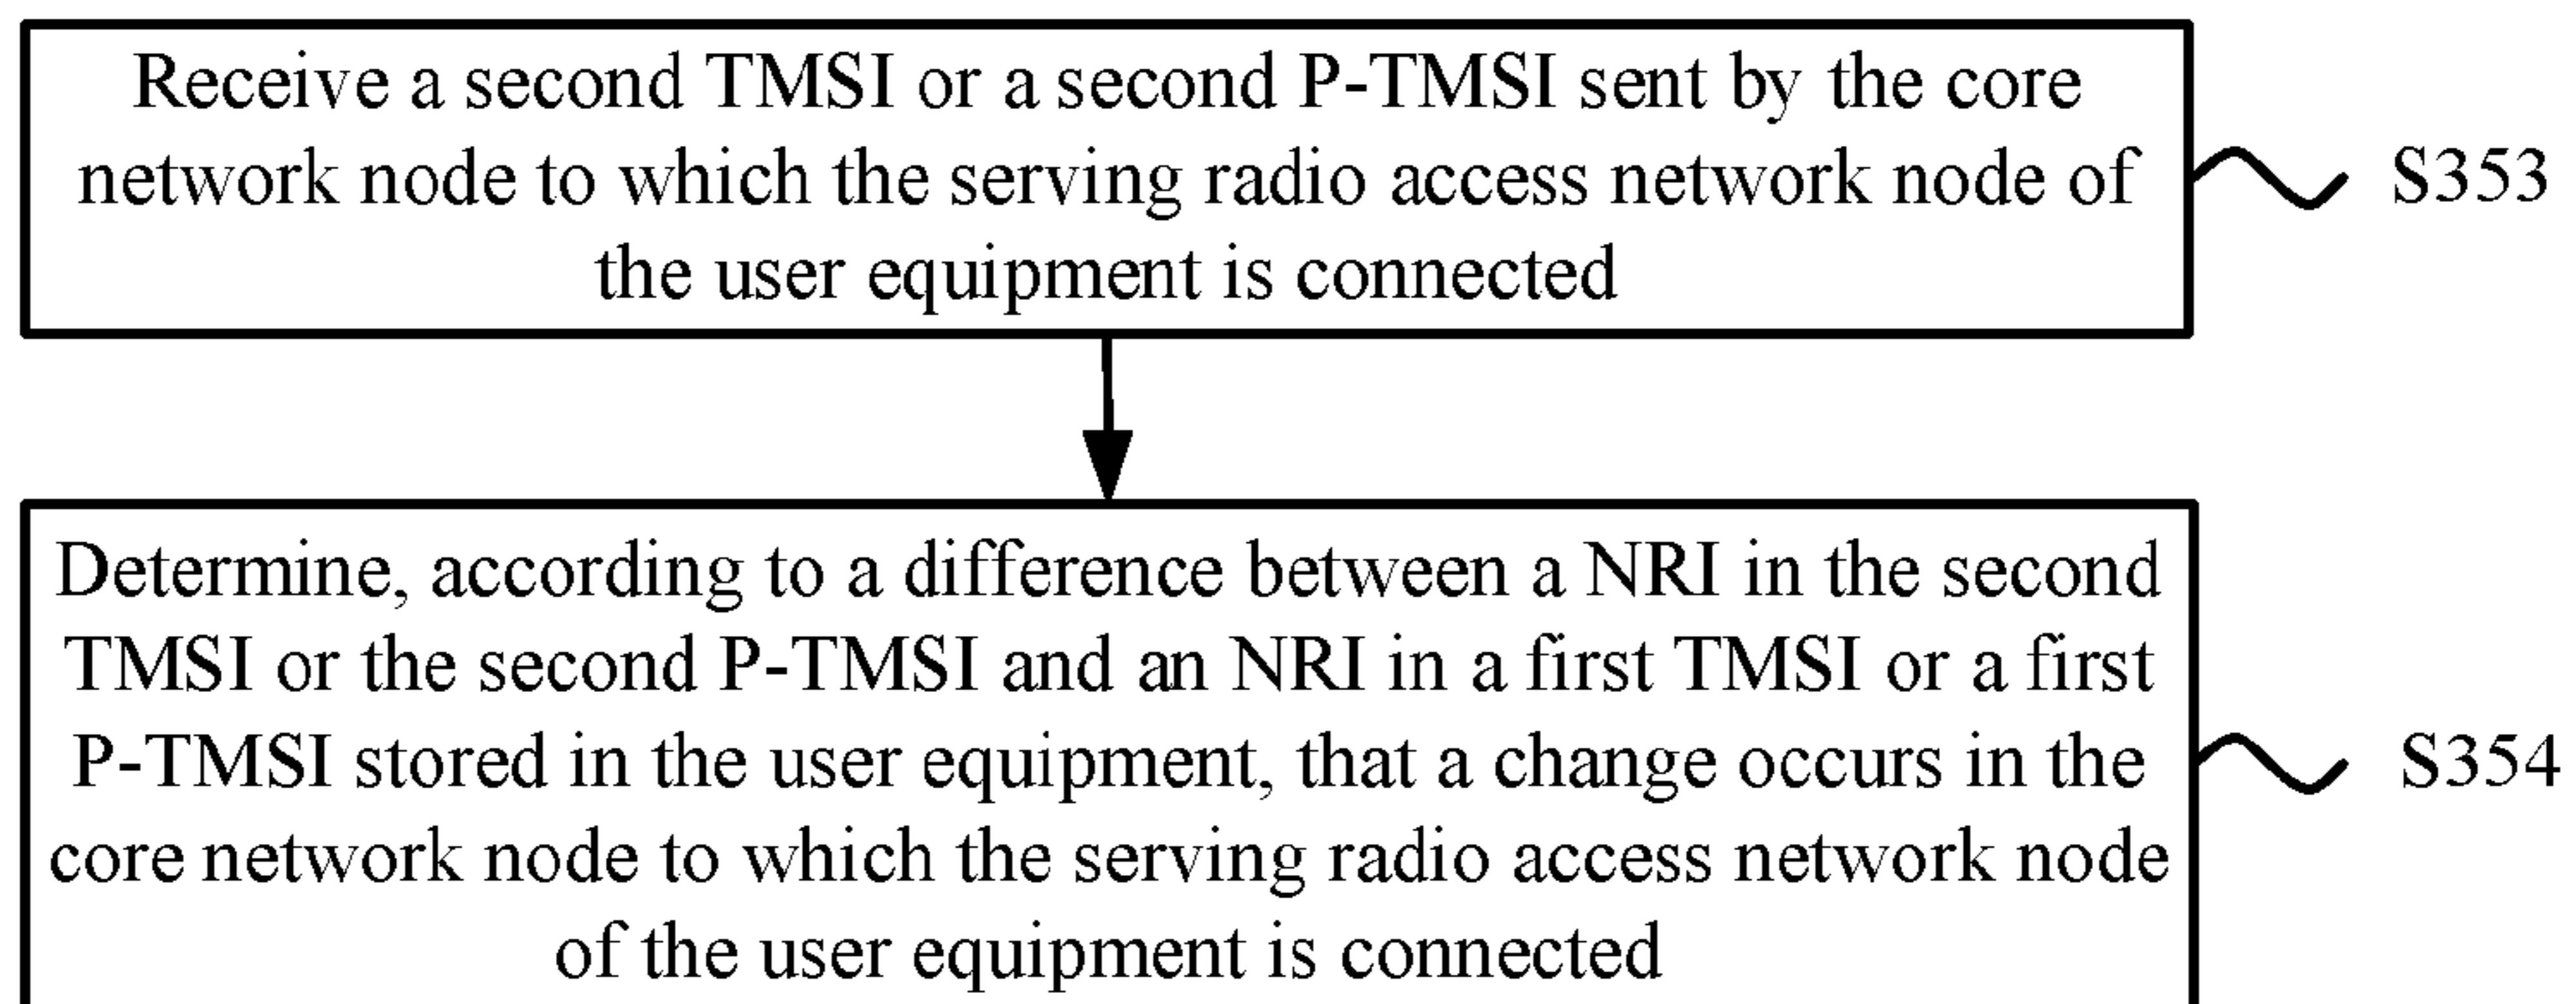 Receive a second TMSI or a second P-TMSI sent by the core
network node to which the serving radio access network node of
the user equipment is connected
S353
Determine, according to a difference between a NRI in the second
TMSI or the second P-TMSI and an NRI in a first TMSI or a first
P-TMSI stored in the user equipment, that a change occurs in the
core network node to which the serving radio access network node
of the user equipment is connected
S354